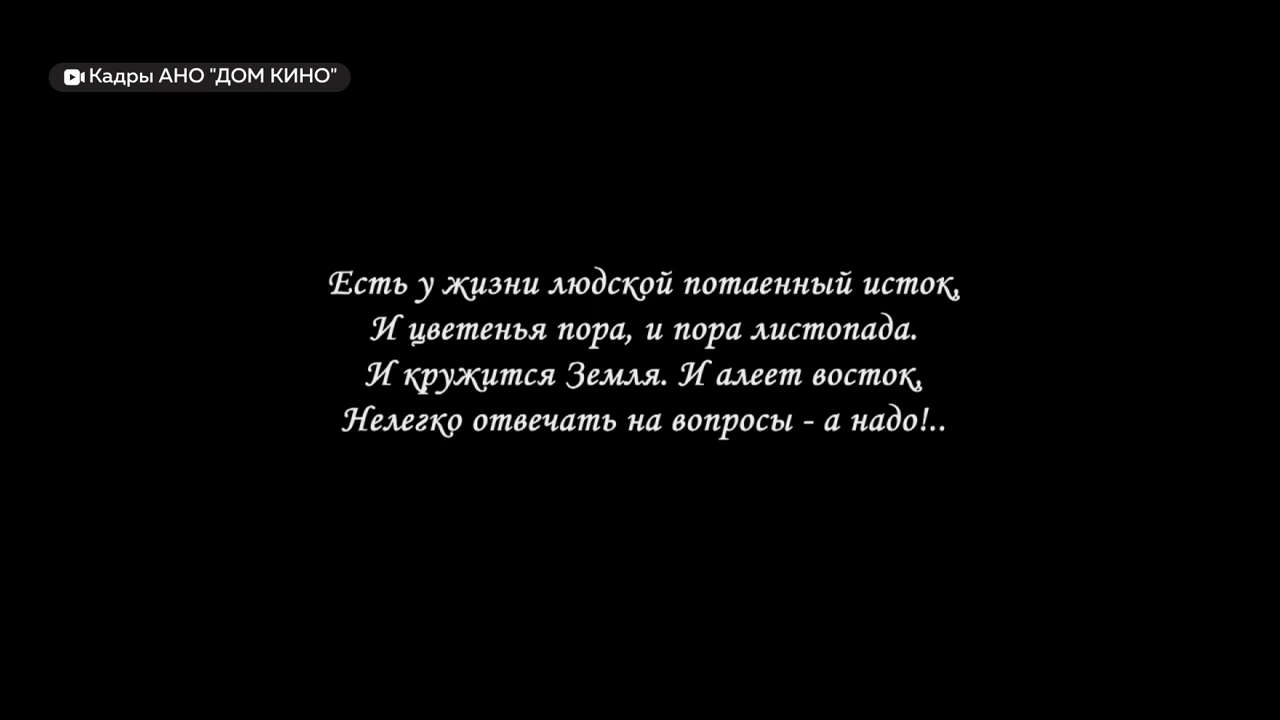 Кадры АНО "ДОМ КИНО"
Есть у жизни людской потаенный исток,
И цветенья пора, и пора листопада.
И кружится Земля. И алеет восток,
Нелегко отвечать на вопросы - а надо!..